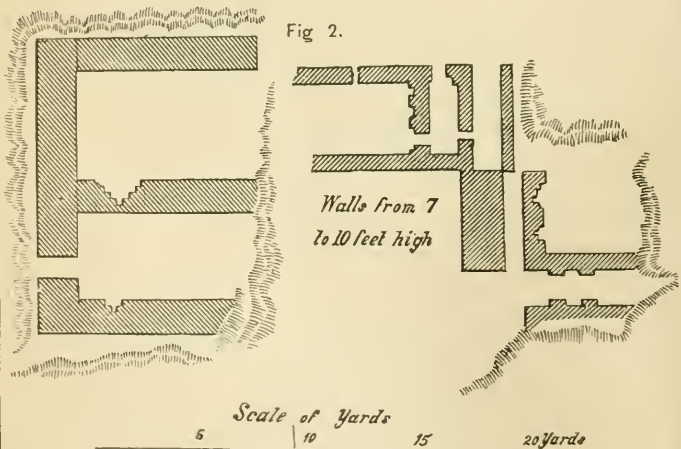 Fig 2.
Walls from 7
to 10 feet high
Scale of Yards
5 10 15 20 Yards